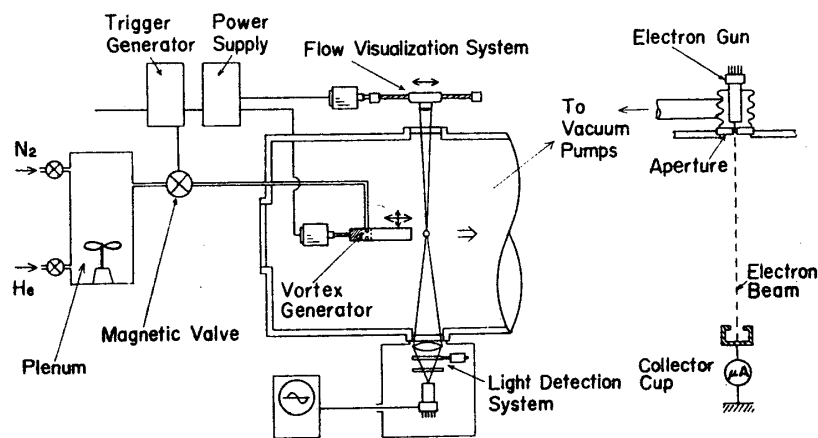 Trigger
Generator
Power
Supply
Flow Visualization System
Electron Gun
To
Vacuum
Pumps
Aperture
N2
He
Plenum
Magnetic Valve
Vortex
Generator
Electron
Beam
Light Detection
System
Collector
Cup
μA